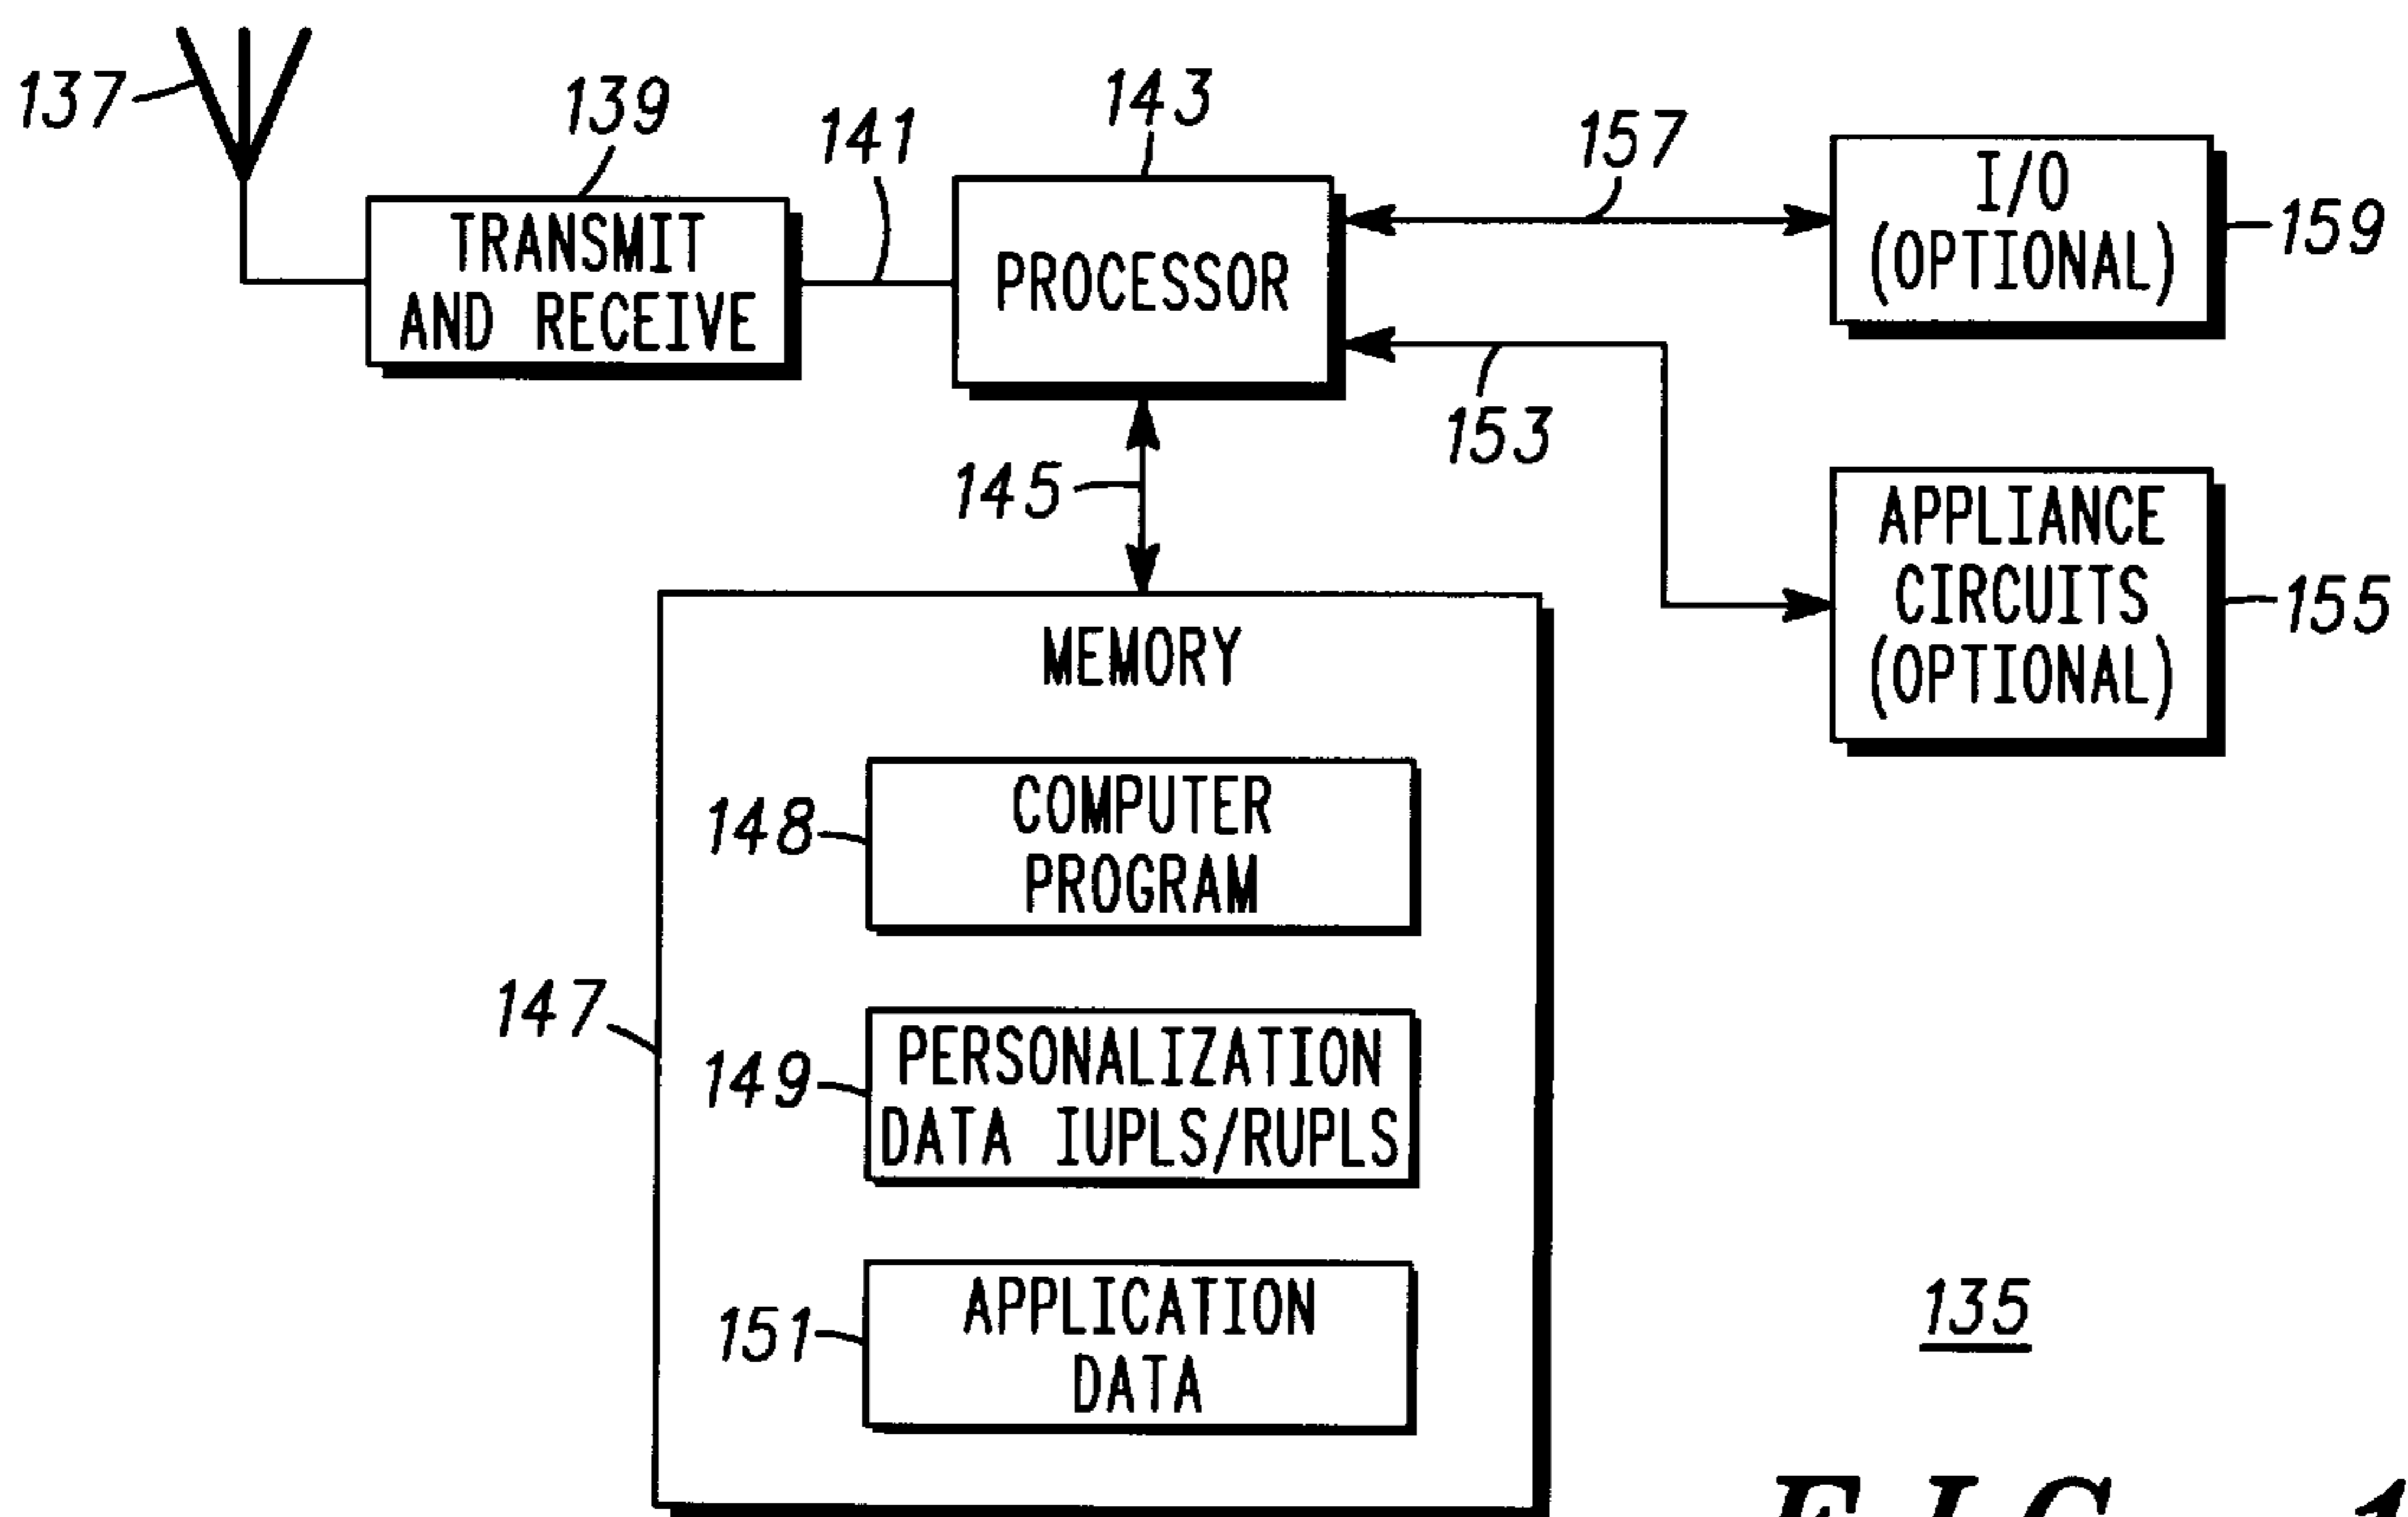 137
139
141
143
157
I/O
(OPTIONAL)
159
TRANSMIT
AND RECEIVE
PROCESSOR
153
145
APPLIANCE
CIRCUITS
(OPTIONAL)
155
MEMORY
148
COMPUTER
PROGRAM
147
149
PERSONALIZATION
DATA IUPLS/RUPLS
151
APPLICATION
DATA
135